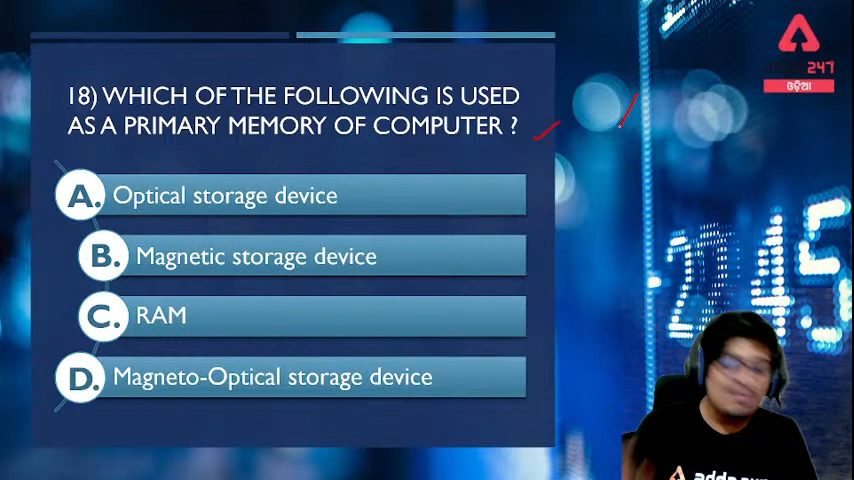 247
ଓଡ଼ିଆ
18) WHICH OF THE FOLLOWING IS USED
AS A PRIMARY MEMORY OF COMPUTER ?
A. Optical storage device
B. Magnetic storage device
C. RAM
D. Magneto-Optical storage device